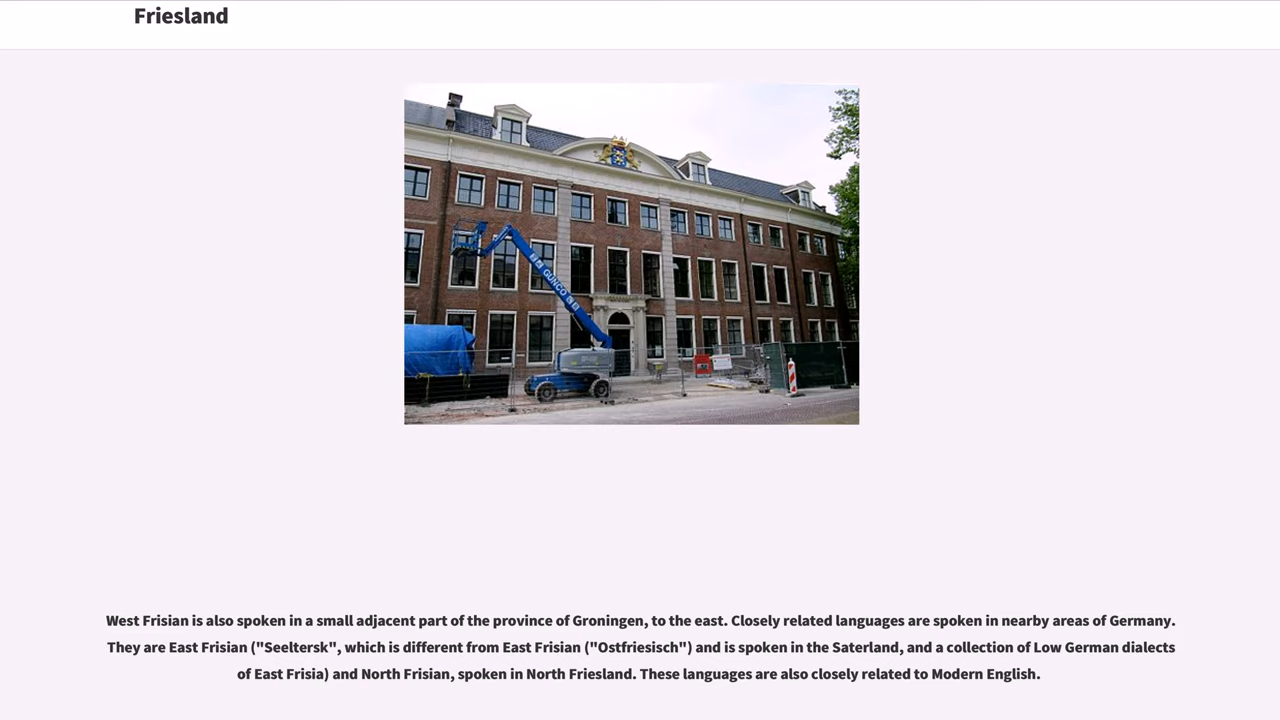 Friesland
GUNCO
West Frisian is also spoken in a small adjacent part of the province of Groningen, to the east. Closely related languages are spoken in nearby areas of Germany.
They are East Frisian ("Seeltersk", which is different from East Frisian ("Ostfriesisch") and is spoken in the Saterland, and a collection of Low German dialects
of East Frisia) and North Frisian, spoken in North Friesland. These languages are also closely related to Modern English.